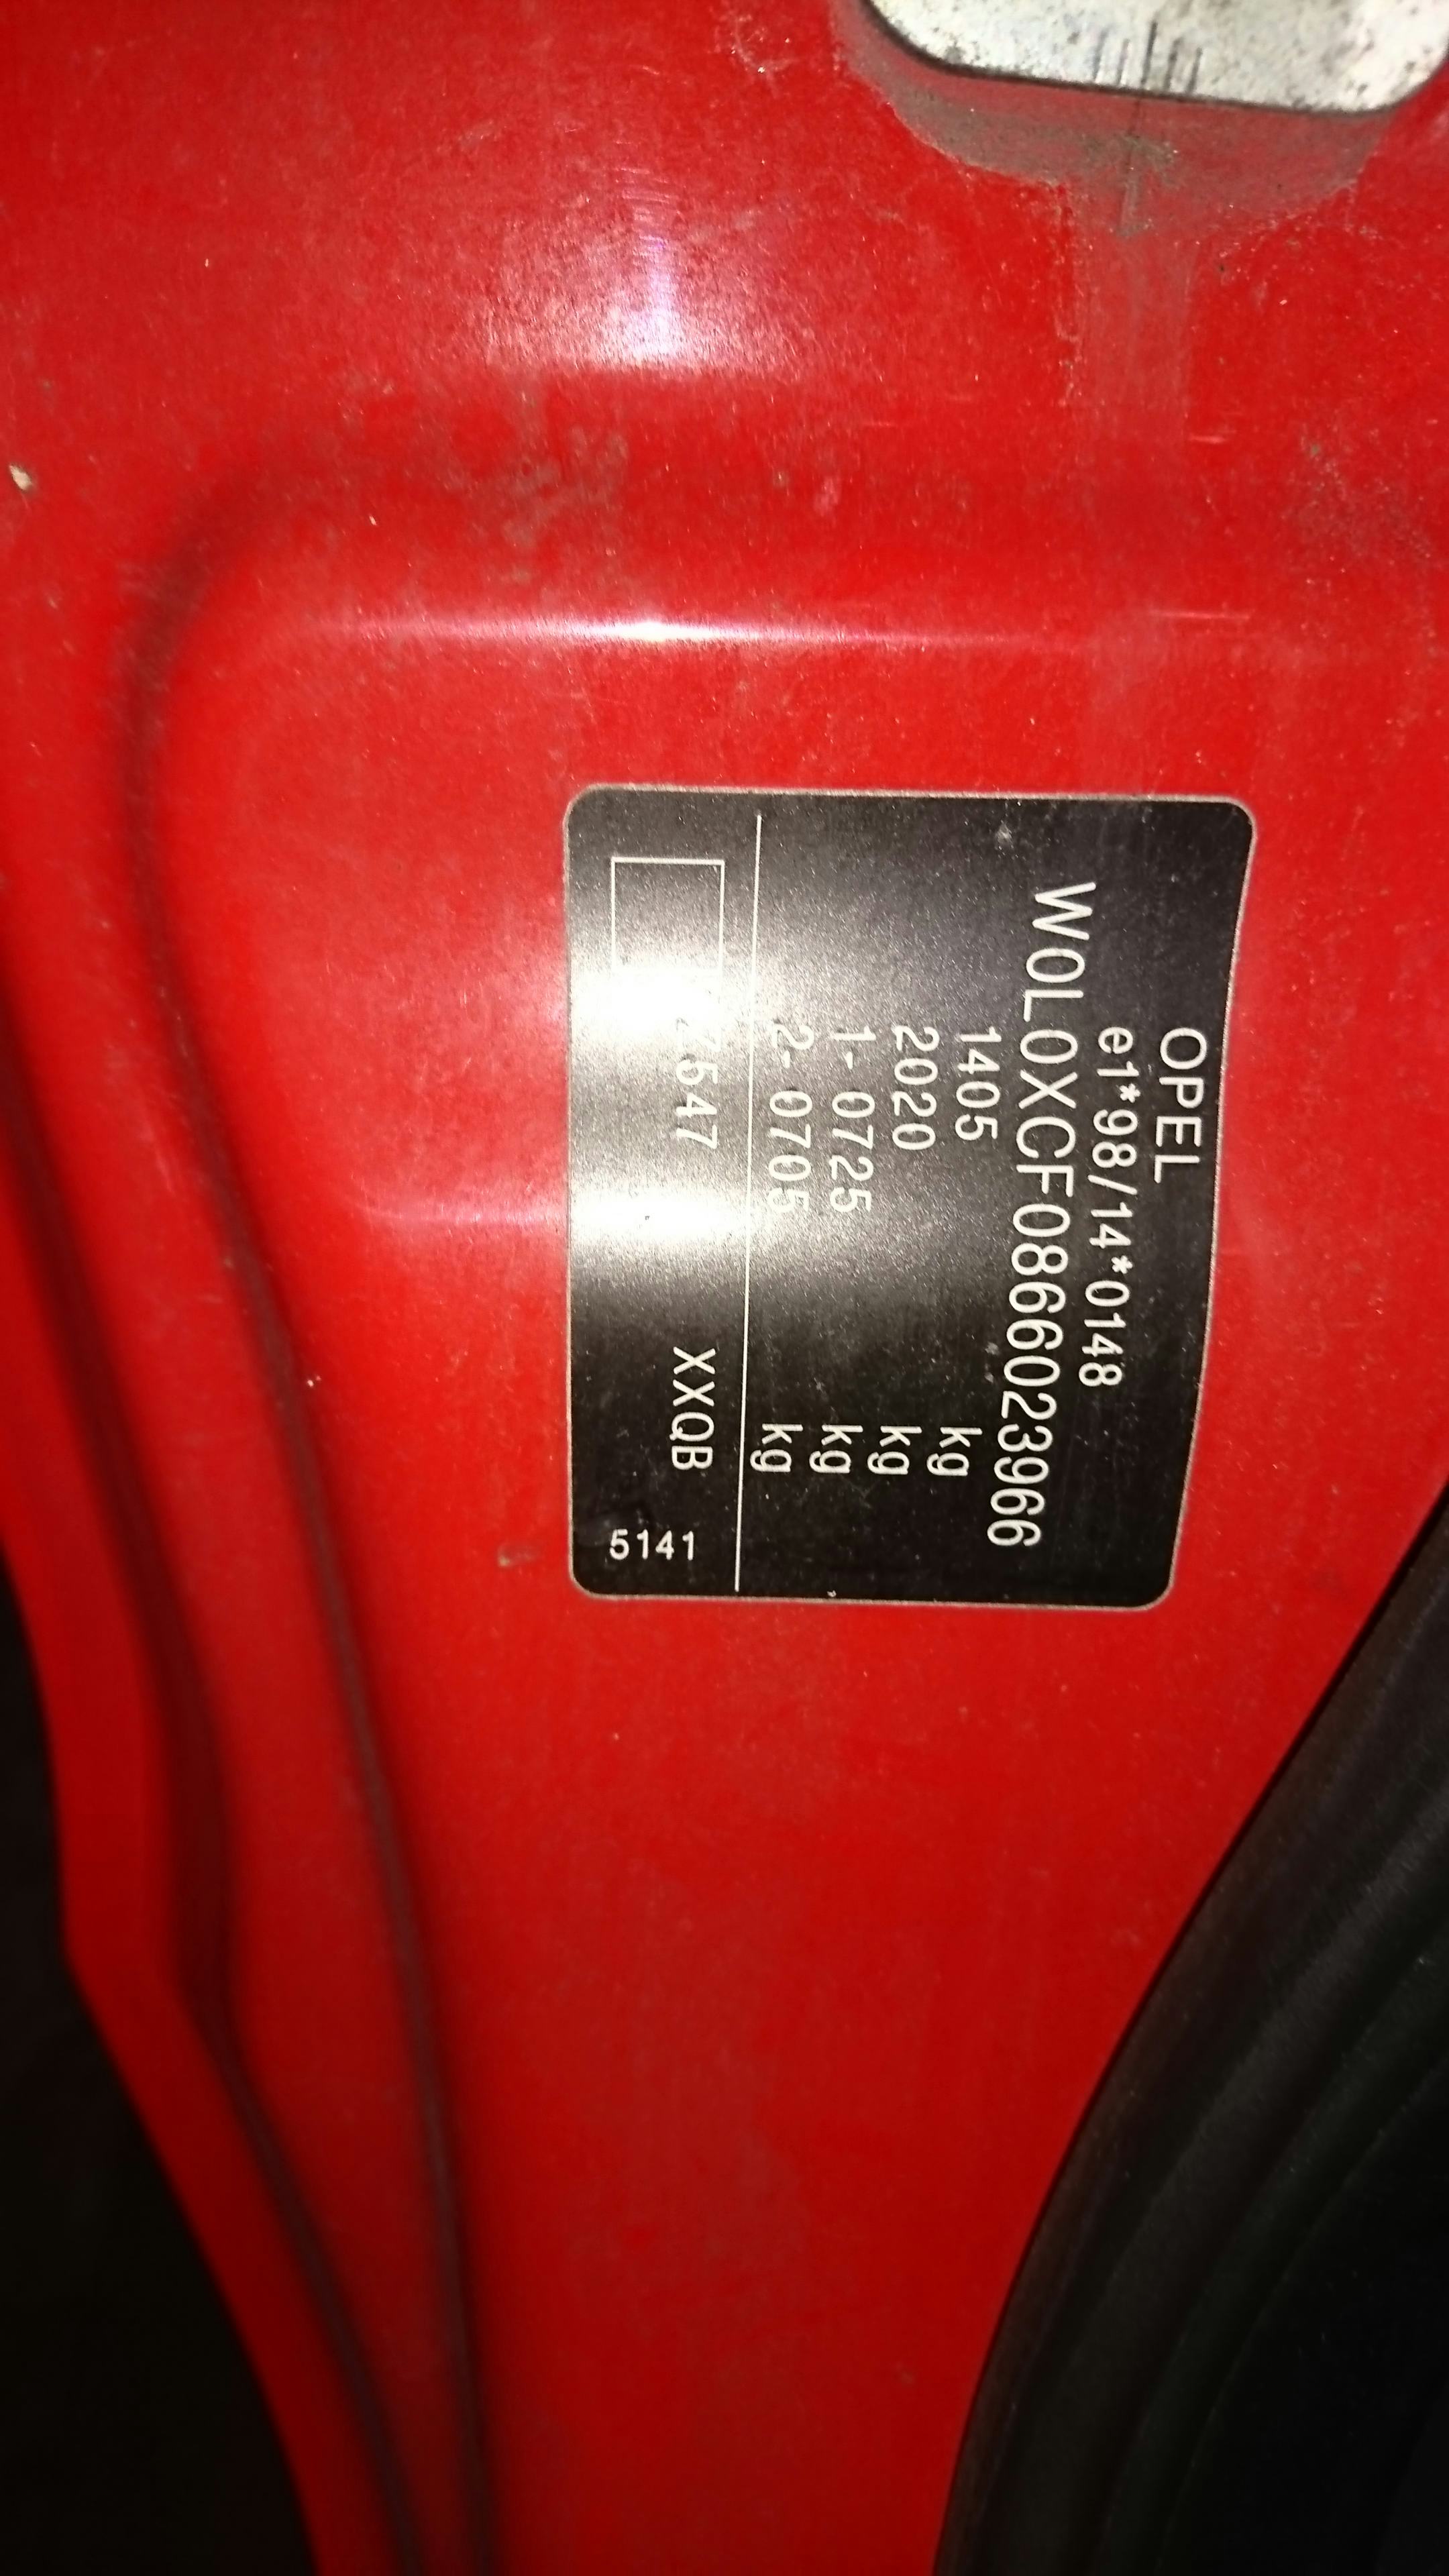 OPEL
e1*98/14*0148
W0L0XCF0866023966
1405 kg
2020 kg
1- 0725 kg
2- 0705 kg
XXQB
5141